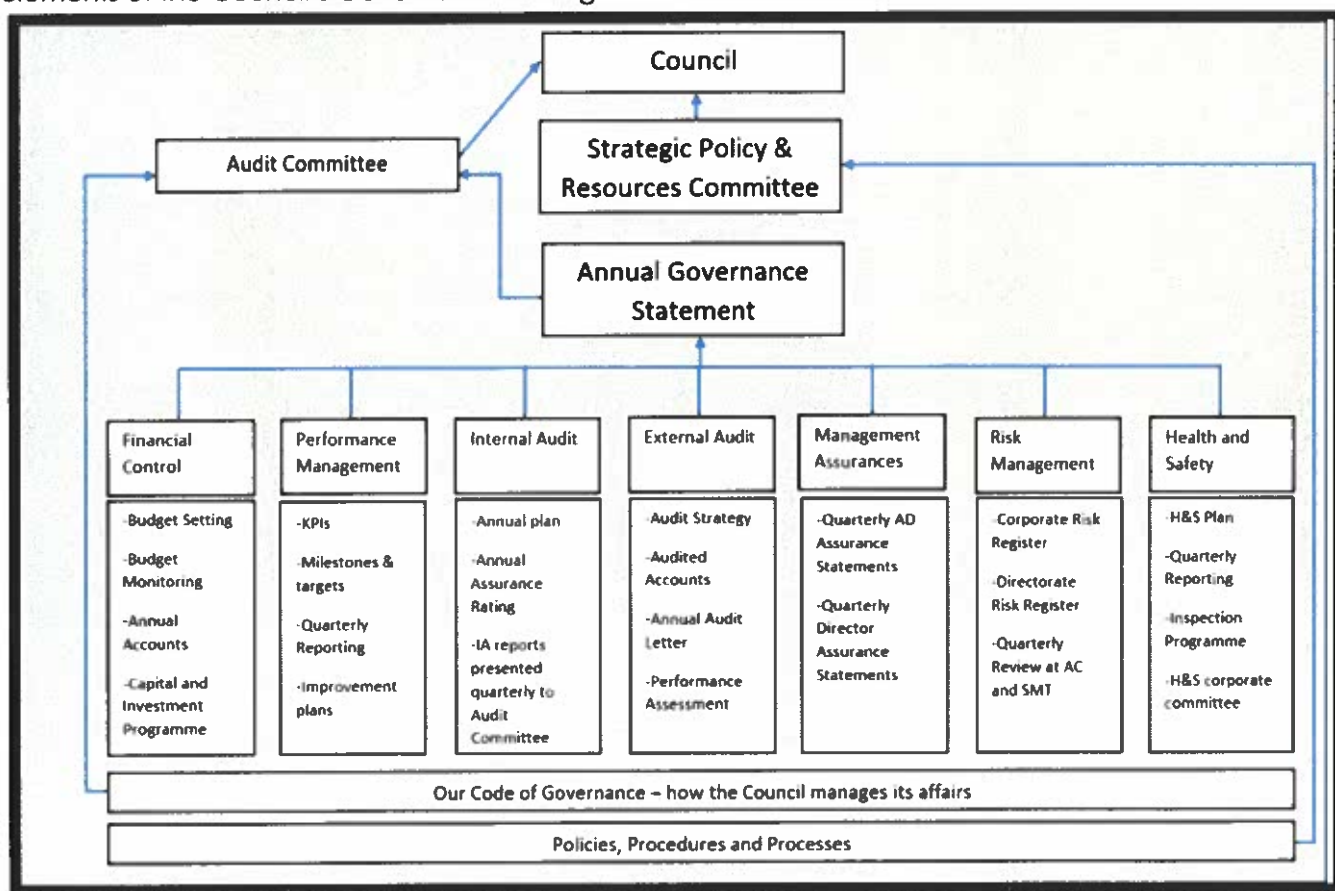 Council
Audit Committee
Strategic Policy &
Resources Committee
Annual Governance
Statement
Financial
Control
Performance
Management
Internal Audit
External Audit
Management
Assurances
Risk
Management
Health and
Safety
-Budget Setting
-Budget
Monitoring
-Annual
Accounts
-Capital and
Investment
Programme
-KPIs
-Milestones &
targets
-Quarterly
Reporting
-Improvement
plans
-Annual plan
-Annual
Assurance
Rating
-IA reports
presented
quarterly to
Audit
Committee
-Audit Strategy
-Audited
Accounts
-Annual Audit
Letter
-Performance
Assessment
-Quarterly AD
Assurance
Statements
-Quarterly
Director
Assurance
Statements
-Corporate Risk
Register
-Directorate
Risk Register
-Quarterly
Review at AC
and SMT
-H&S Plan
-Quarterly
Reporting
-Inspection
Programme
-H&S corporate
committee
Our Code of Governance – how the Council manages its affairs
Policies, Procedures and Processes